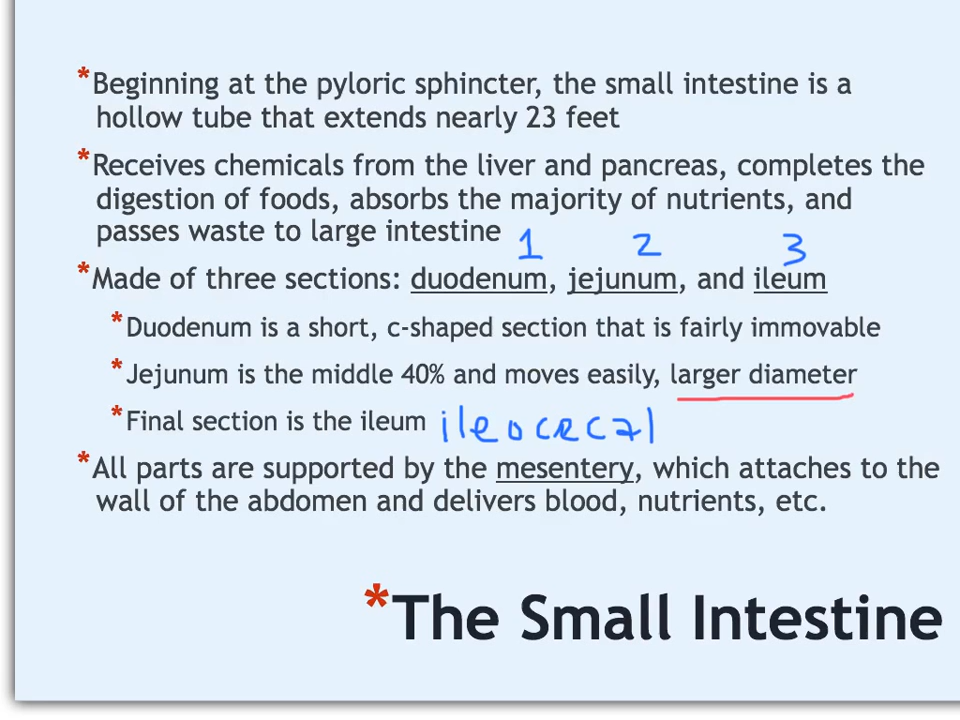 *Beginning at the pyloric sphincter, the small intestine is a
hollow tube that extends nearly 23 feet
*Receives chemicals from the liver and pancreas, completes the
digestion of foods, absorbs the majority of nutrients, and
passes waste to large intestine
1 2 3
*Made of three sections: duodenum, jejunum, and ileum
*Duodenum is a short, c-shaped section that is fairly immovable
*Jejunum is the middle 40% and moves easily, larger diameter
*Final section is the ileum ileocecal
*All parts are supported by the mesentery, which attaches to the
wall of the abdomen and delivers blood, nutrients, etc.
*The Small Intestine